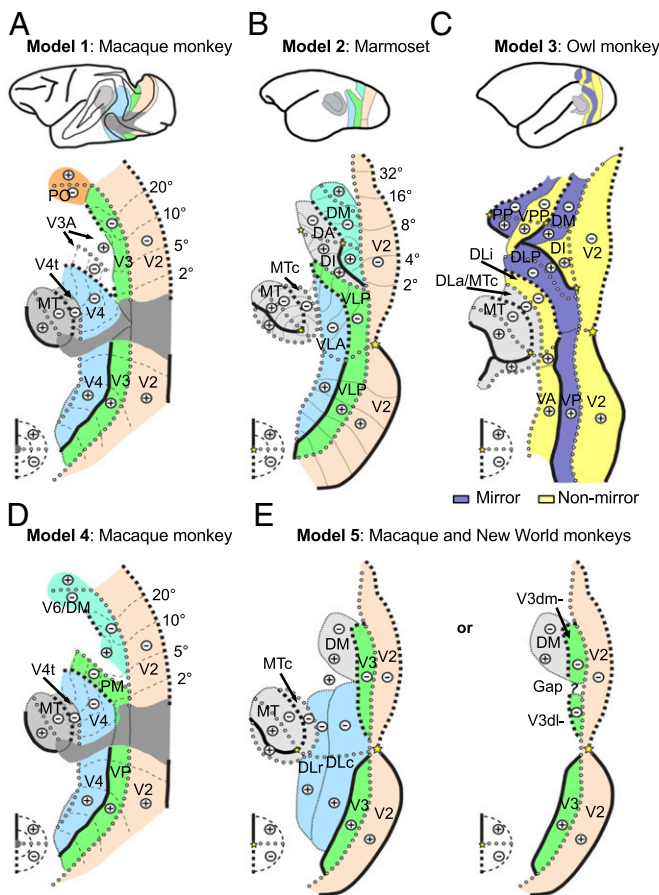 A
Model 1: Macaque monkey
PO
V3A
V4t
MT
V4
V3
V2
20°
10°
5°
2°
V4
V3
V2
B
Model 2: Marmoset
32°
16°
8°
4°
2°
DM
DA
DI
V2
MTc
MT
VLP
VLA
VLP
V2
C
Model 3: Owl monkey
PP
VPP
DM
DLP
DI
V2
DLi
DLa/MTc
MT
VA
VP
V2
Mirror
Non-mirror
D
Model 4: Macaque monkey
V6/DM
20°
10°
5°
2°
V2
V4t
PM
MT
V4
VP
V4
V2
E
Model 5: Macaque and New World monkeys
DM
V3
V2
MTc
MT
DLr
DLc
V3
V2
or
V3dm-
DM
V2
Gap ?
V3dl-
V3
V2